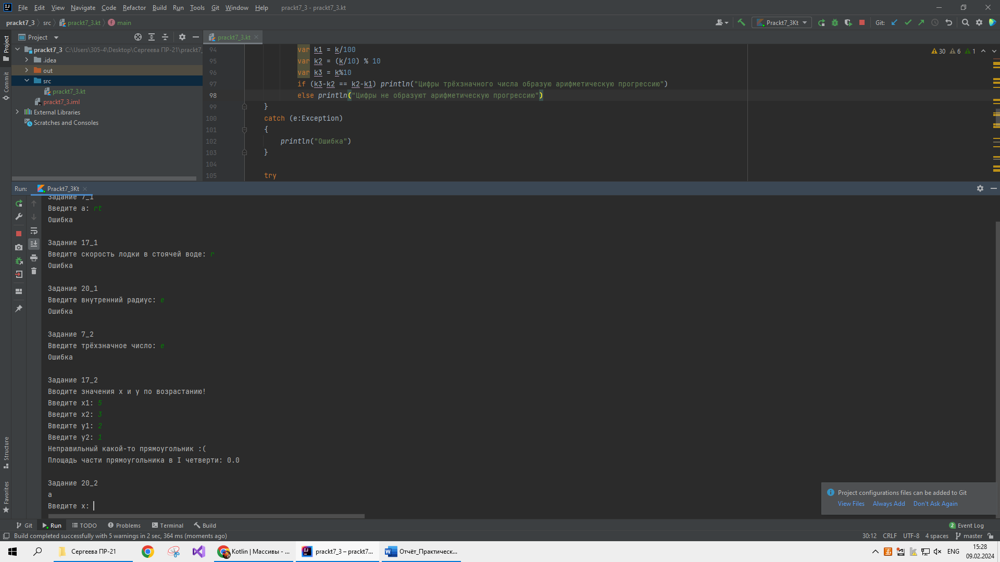 File Edit View Navigate Code Refactor Build Run Tools Git Window Help prackt7_3 - prackt7_3.kt
prackt7_3 src prackt7_3.kt main
Prackt7_3Kt
Git:
Project
prackt7_3 C:\Users\305-4\Desktop\Сергеева ПР-21\prackt7_
.idea
out
src
prackt7_3.kt
prackt7_3.iml
External Libraries
Scratches and Consoles
Project
Commit
Structure
Favorites
prackt7_3.kt
30 6 1
94 var k1 = k/100
95 var k2 = (k/10) % 10
96 var k3 = k%10
97 if (k3-k2 == k2-k1) println("Цифры трёхзначного числа образую арифметическую прогрессию")
98 else println("Цифры не образуют арифметическую прогрессию")
99 }
100 catch (e:Exception)
101 {
102 println("Ошибка")
103 }
104
105 try
Run: Prackt7_3Kt
Задание 7_1
Введите a: rt
Ошибка
Задание 17_1
Введите скорость лодки в стоячей воде: r
Ошибка
Задание 20_1
Введите внутренний радиус: e
Ошибка
Задание 7_2
Введите трёхзначное число: e
Ошибка
Задание 17_2
Вводите значения x и y по возрастанию!
Введите x1: 5
Введите x2: 3
Введите y1: 2
Введите y2: 1
Неправильный какой-то прямоугольник :(
Площадь части прямоугольника в I четверти: 0.0
Задание 20_2
а
Введите x:
Project configurations files can be added to Git
View Files Always Add Don't Ask Again
Git Run TODO Problems Terminal Build
2 Event Log
Build completed successfully with 5 warnings in 2 sec, 364 ms (moments ago)
30:12 CRLF UTF-8 4 spaces master
Сергеева ПР-21
Kotlin | Массивы - ...
prackt7_3 – prackt7...
Отчёт_Практическ...
ENG
15:28
09.02.2024